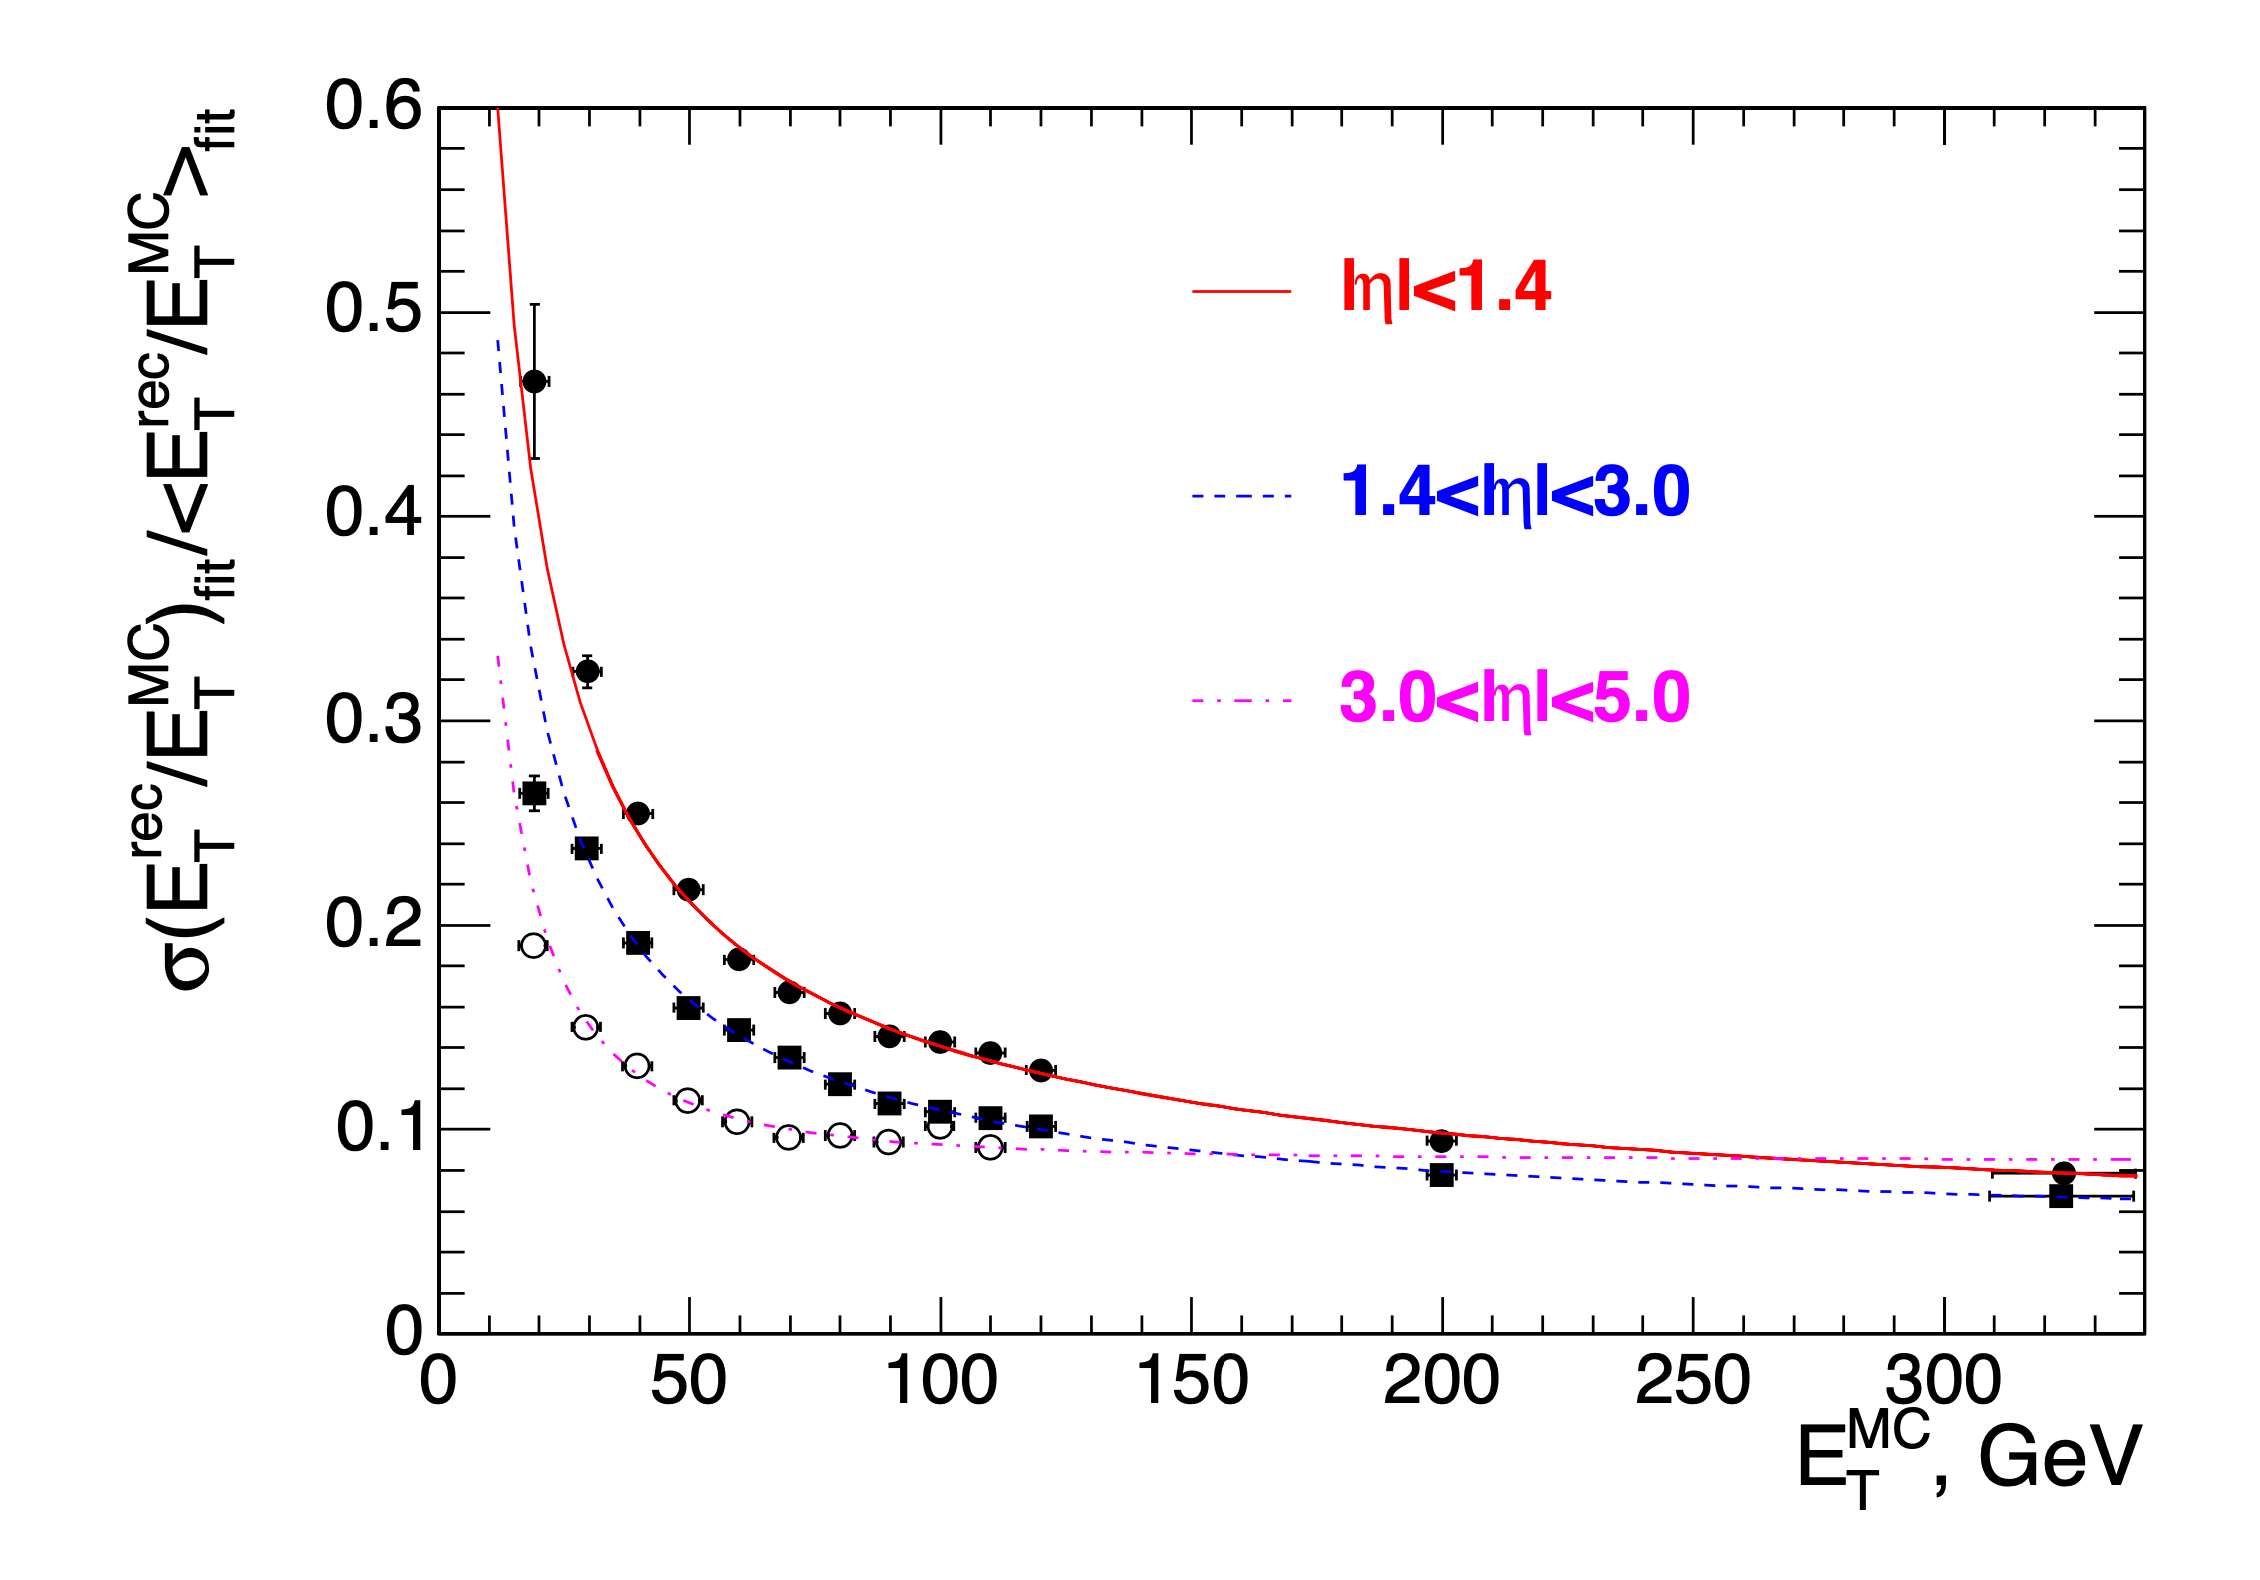 σ(E_T^rec/E_T^MC)_fit/<E_T^rec/E_T^MC>_fit
0.6
0.5
0.4
0.3
0.2
0.1
0
|η|<1.4
1.4<|η|<3.0
3.0<|η|<5.0
0 50 100 150 200 250 300
E_T^MC, GeV